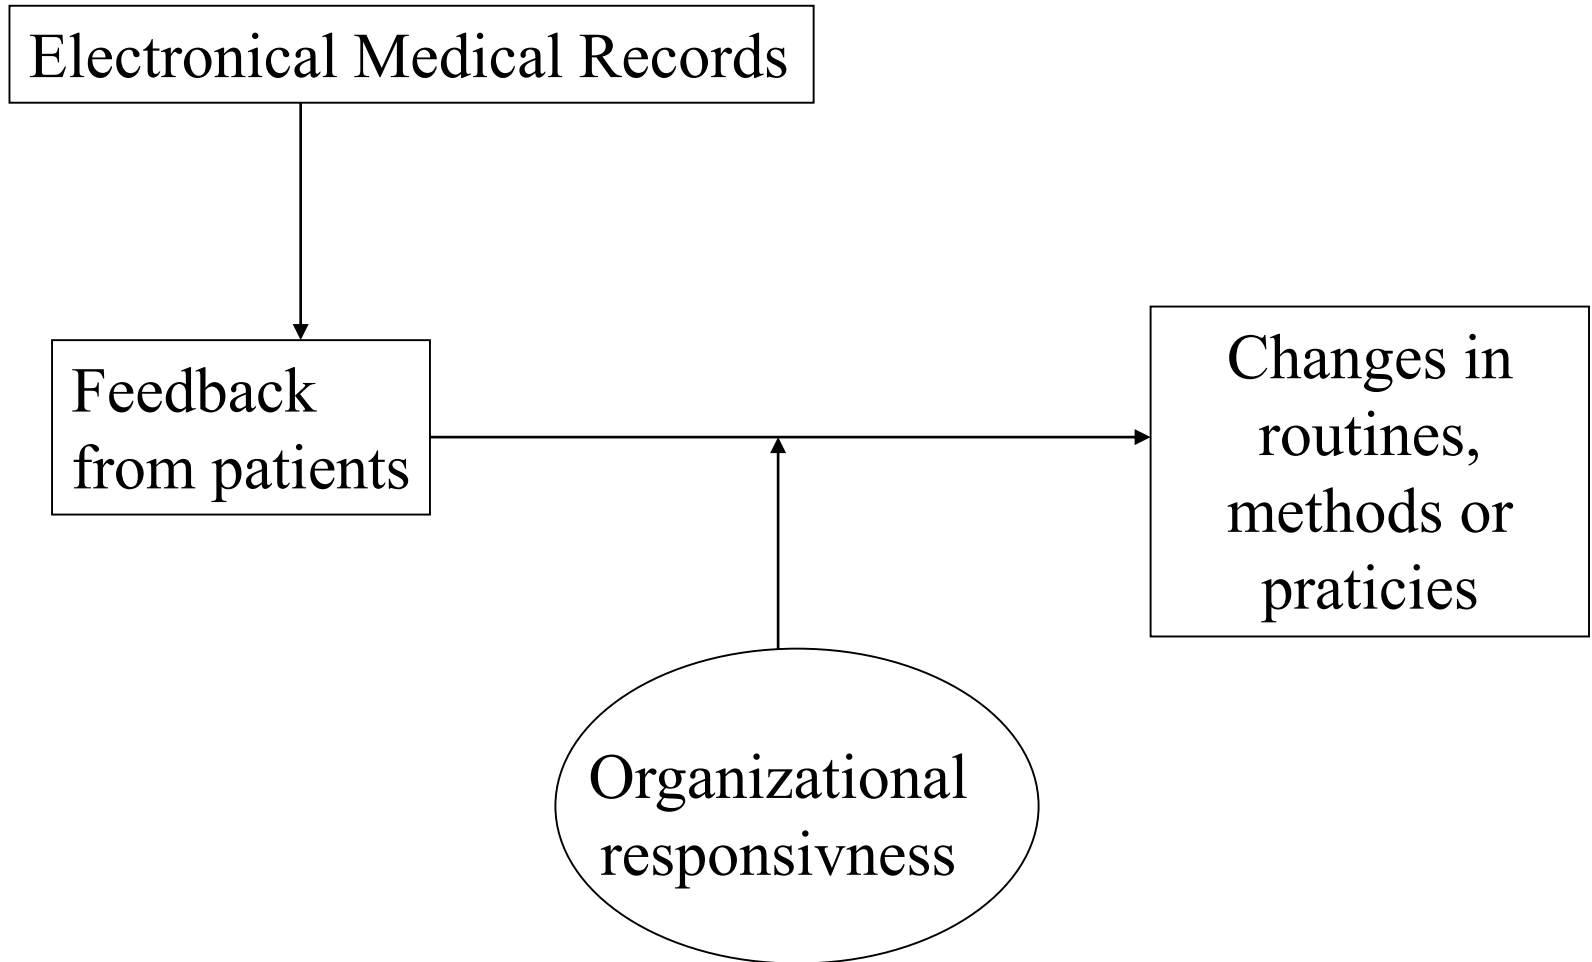 Electronical Medical Records
Feedback
from patients
Changes in
routines,
methods or
praticies
Organizational
responsivness